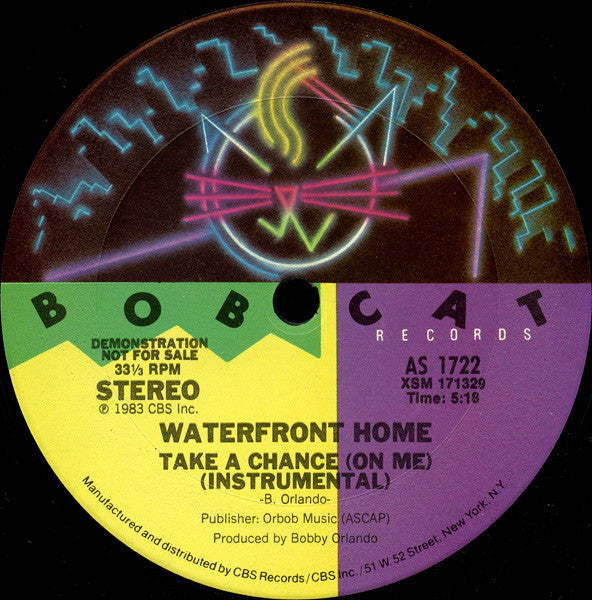 BOBCAT
RECORDS
DEMONSTRATION
NOT FOR SALE
33⅓ RPM
STEREO
℗ 1983 CBS Inc.
AS 1722
XSM 171329
Time: 5:18
WATERFRONT HOME
TAKE A CHANCE (ON ME)
(INSTRUMENTAL)
-B. Orlando-
Publisher: Orbob Music (ASCAP)
Produced by Bobby Orlando
Manufactured and distributed by CBS Records/CBS Inc./51 W. 52 Street, New York, N.Y.